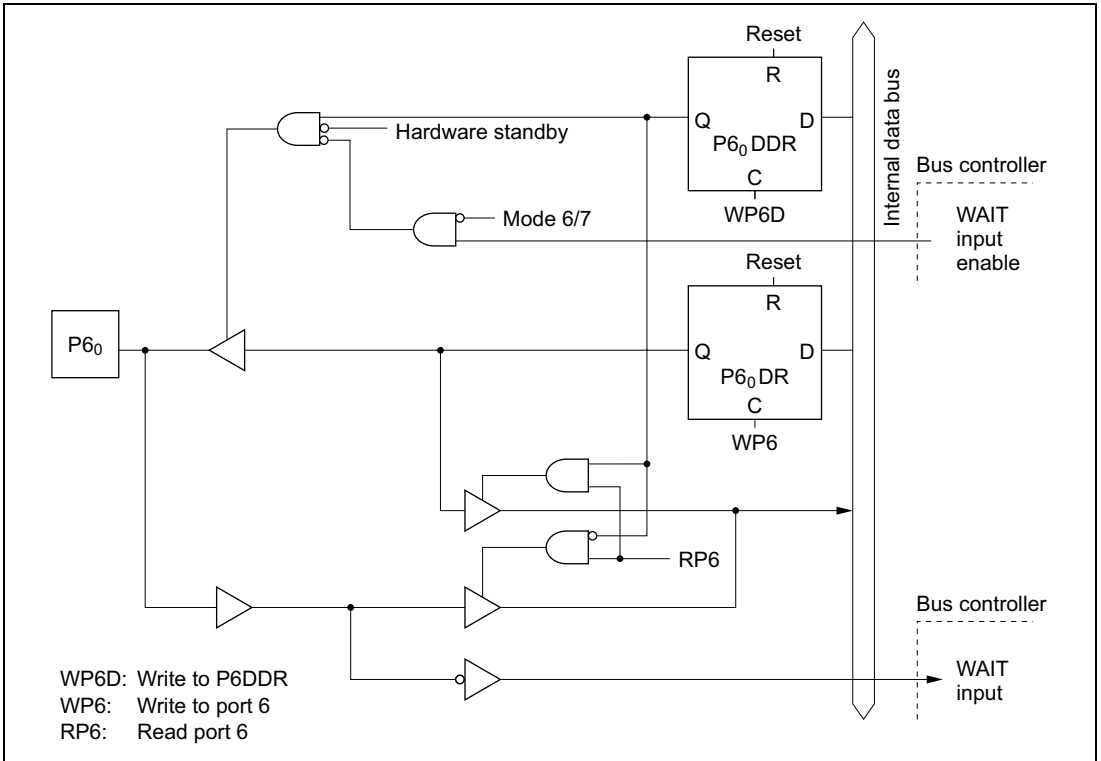 Reset
R
Q
D
P6₀DDR
C
WP6D
Hardware standby
Mode 6/7
Internal data bus
Bus controller
WAIT
input
enable
Reset
R
Q
D
P6₀DR
C
WP6
P6₀
RP6
Bus controller
WAIT
input
WP6D: Write to P6DDR
WP6: Write to port 6
RP6: Read port 6